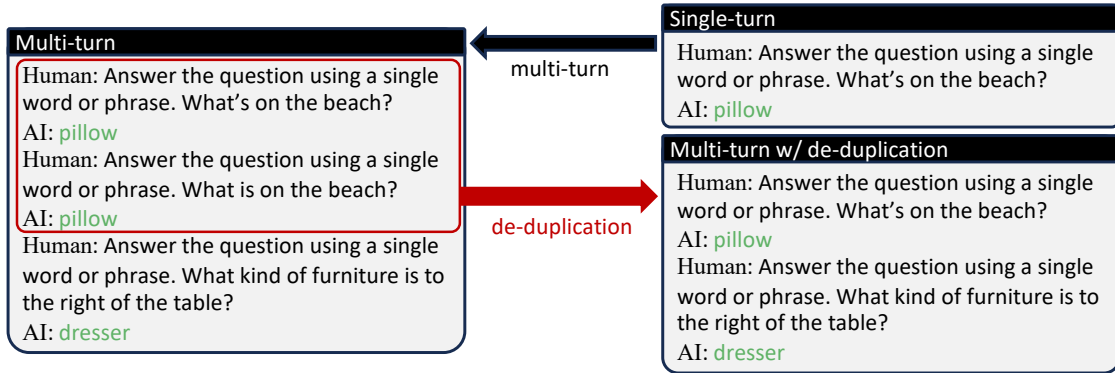 Multi-turn
Human: Answer the question using a single
word or phrase. What's on the beach?
AI: pillow
Human: Answer the question using a single
word or phrase. What is on the beach?
AI: pillow
Human: Answer the question using a single
word or phrase. What kind of furniture is to
the right of the table?
AI: dresser
multi-turn
de-duplication
Single-turn
Human: Answer the question using a single
word or phrase. What's on the beach?
AI: pillow
Multi-turn w/ de-duplication
Human: Answer the question using a single
word or phrase. What's on the beach?
AI: pillow
Human: Answer the question using a single
word or phrase. What kind of furniture is to
the right of the table?
AI: dresser